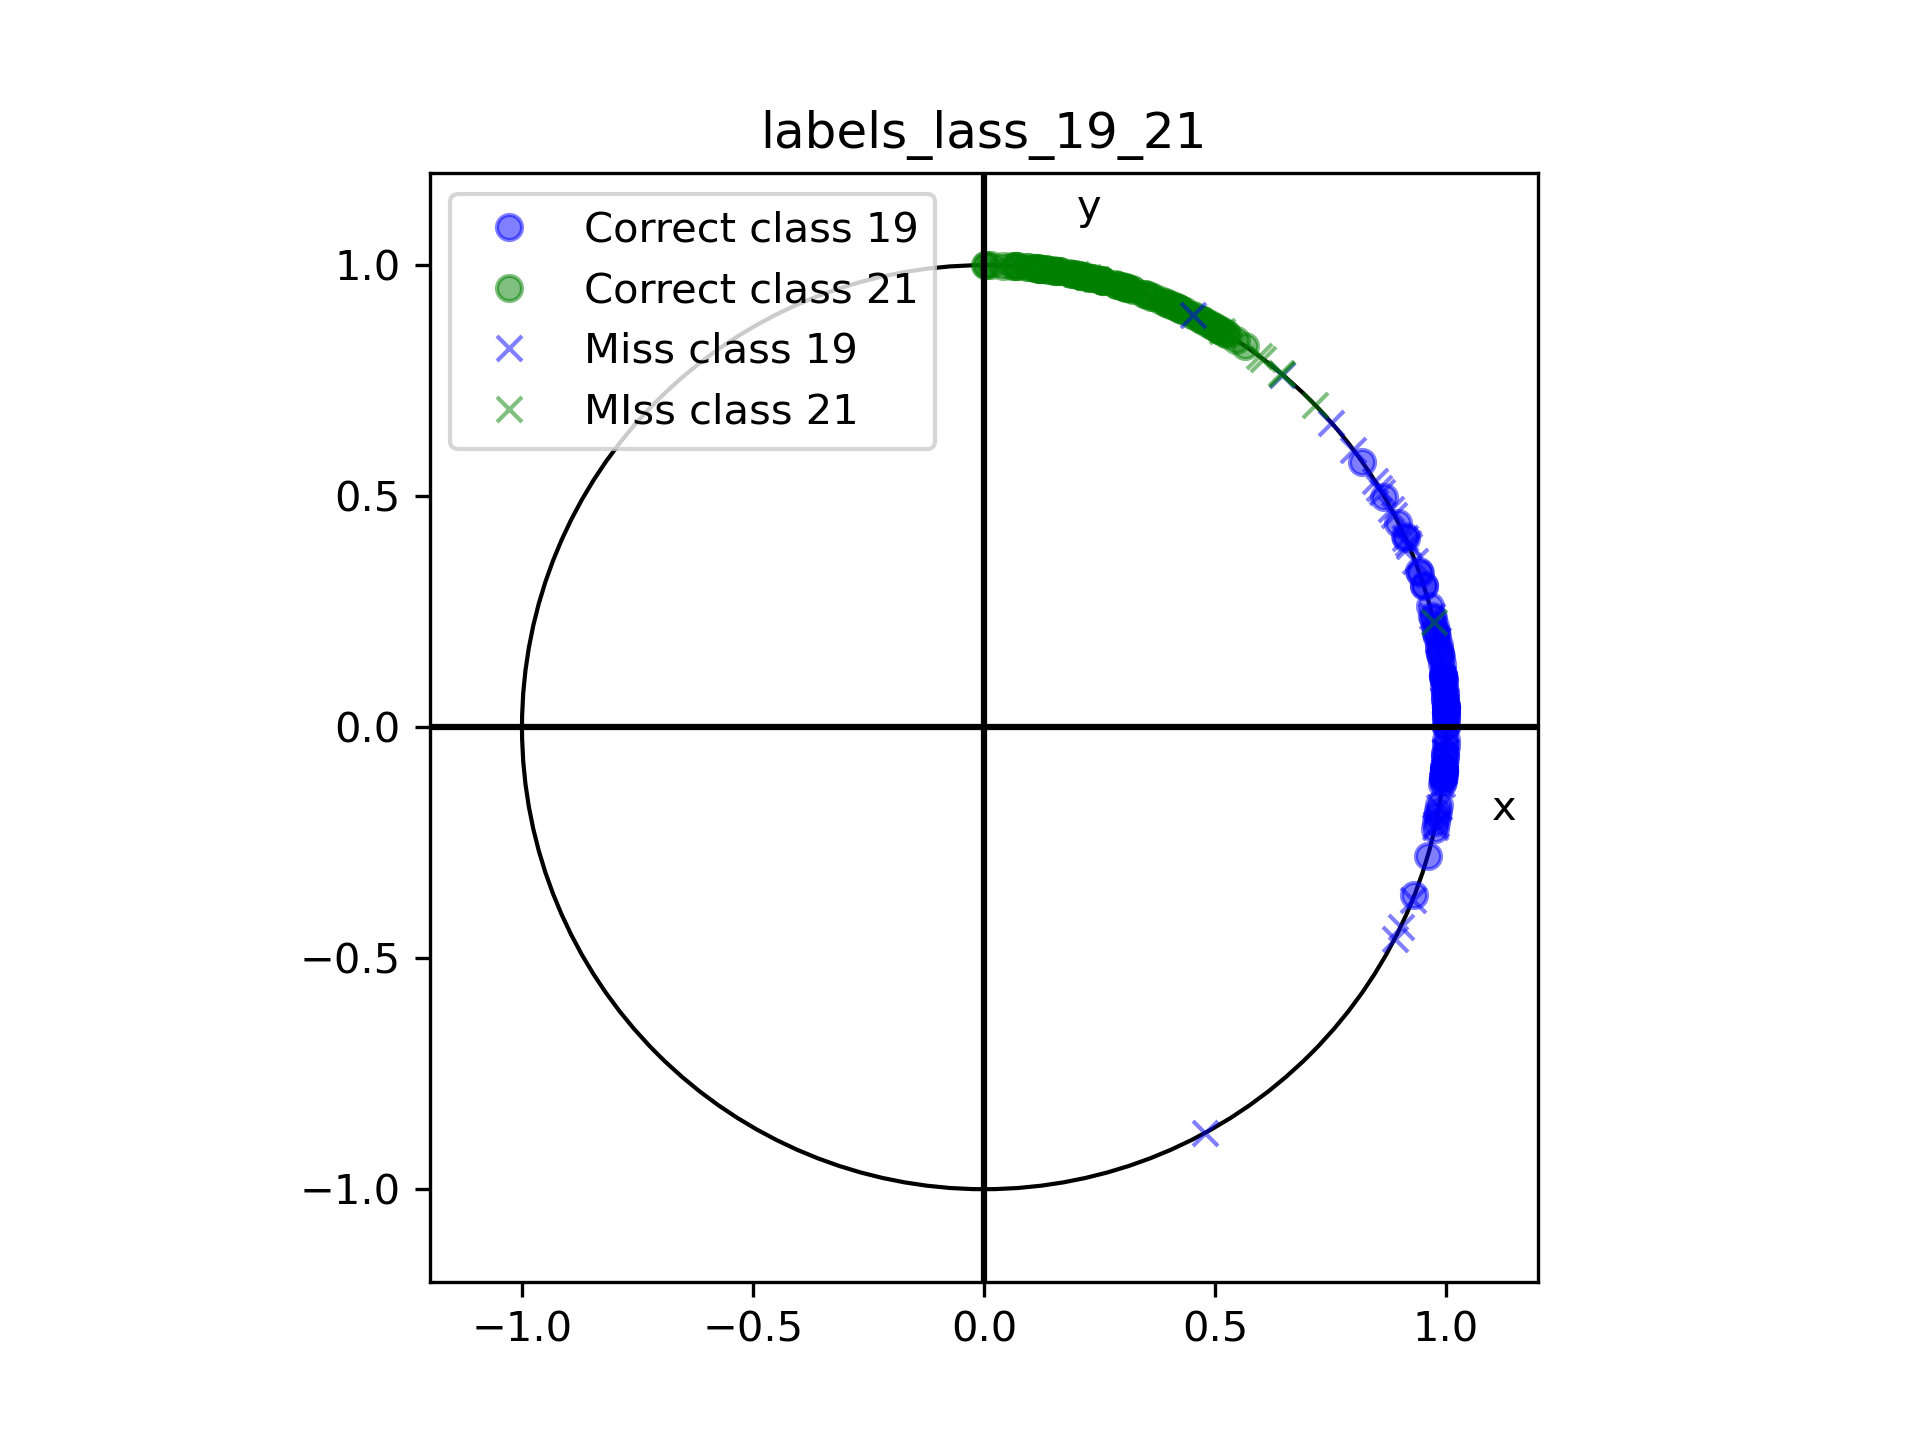 labels_lass_19_21
y
Correct class 19
Correct class 21
Miss class 19
MIss class 21
1.0
0.5
0.0
−0.5
−1.0
x
−1.0 −0.5 0.0 0.5 1.0